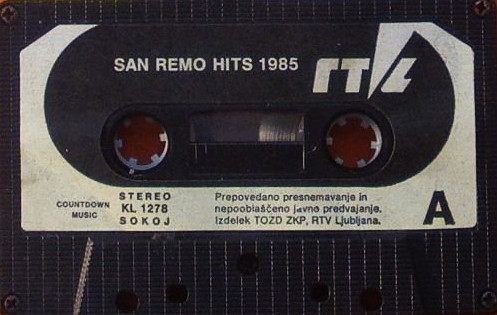 SAN REMO HITS 1985
RTVL
COUNTDOWN
MUSIC
STEREO
KL 1278
SOKOJ
Prepovedano presnemavanje in
nepooblaščeno javno predvajanje.
Izdelek TOZD ZKP, RTV Ljubljana.
A